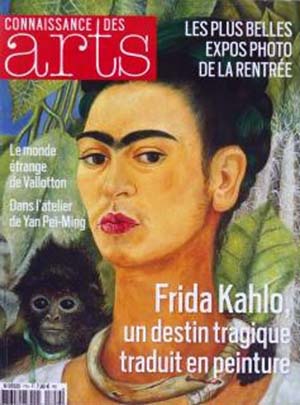 CONNAISSANCE DES
arts
LES PLUS BELLES
EXPOS PHOTO
DE LA RENTRÉE
Le monde
étrange
de Vallotton
Dans l'atelier
de Yan Pei-Ming
Frida Kahlo,
un destin tragique
traduit en peinture